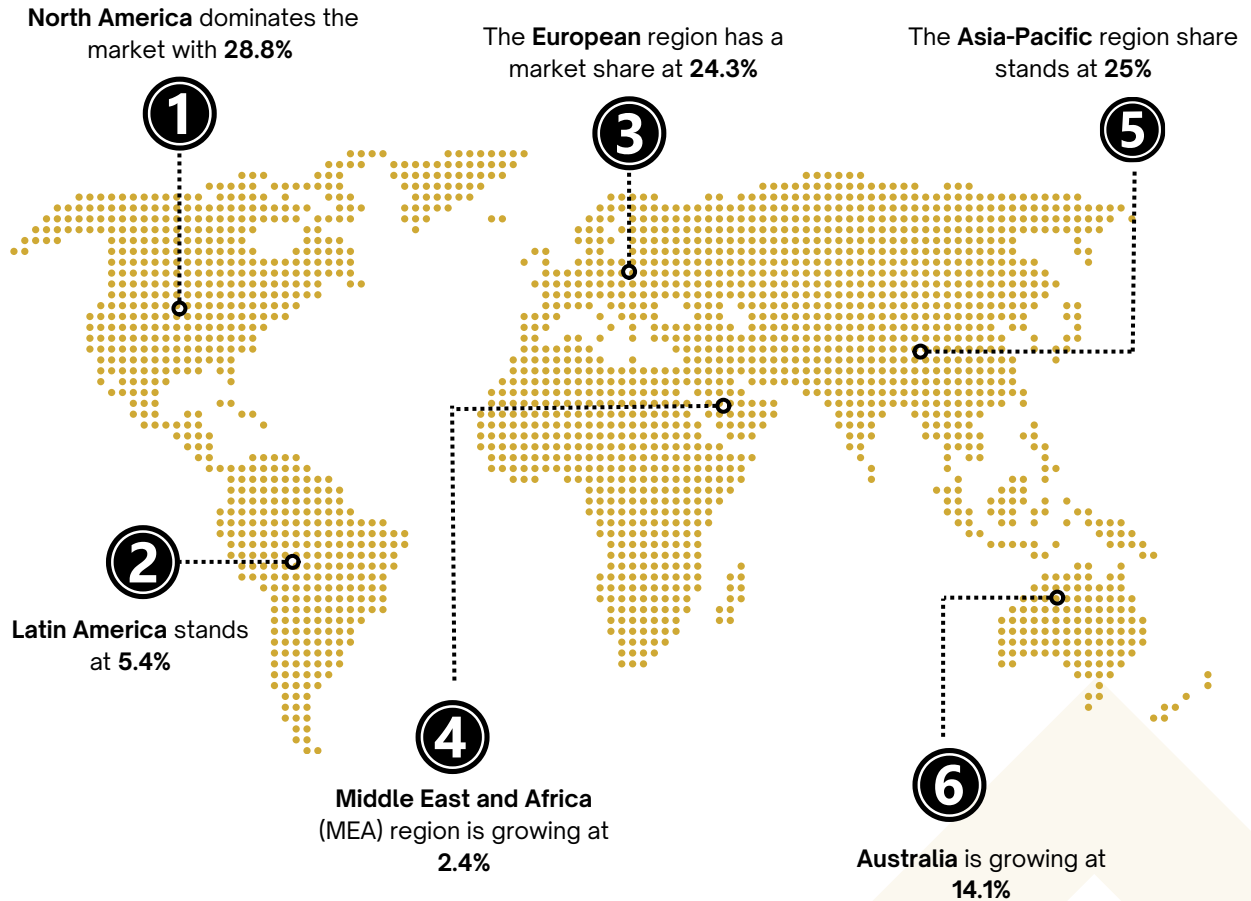 North America dominates the
market with 28.8%
1
2
Latin America stands
at 5.4%
The European region has a
market share at 24.3%
3
4
Middle East and Africa
(MEA) region is growing at
2.4%
The Asia-Pacific region share
stands at 25%
5
6
Australia is growing at
14.1%